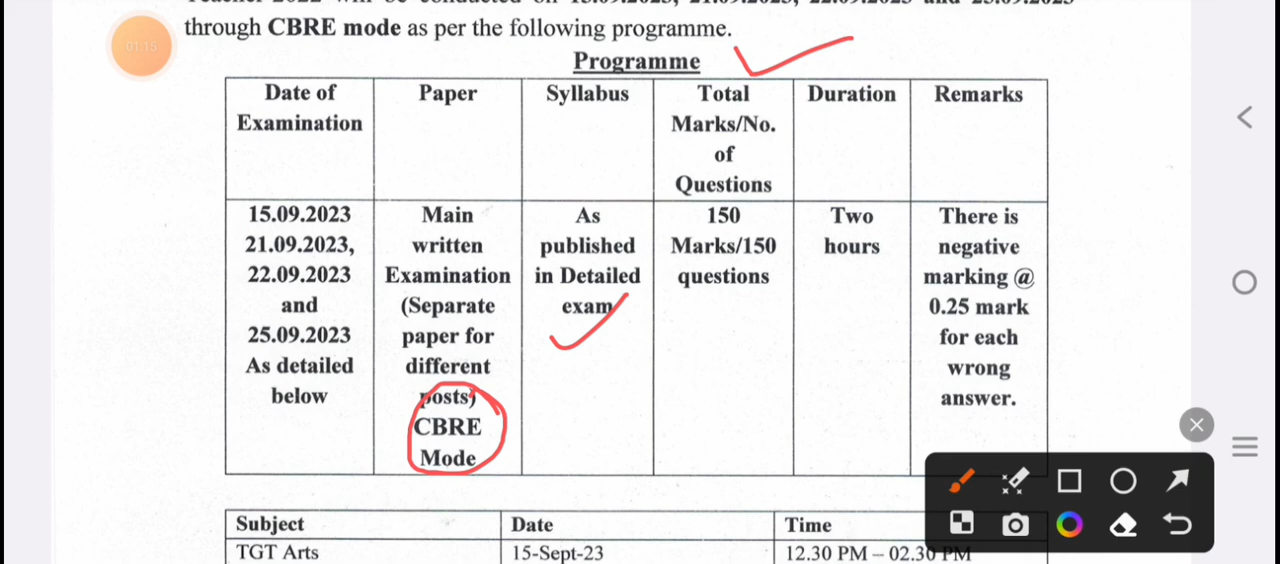 01:15
through CBRE mode as per the following programme.
Programme
Date of
Examination
Paper
Syllabus
Total
Marks/No.
of
Questions
Duration
Remarks
15.09.2023
21.09.2023,
22.09.2023
and
25.09.2023
As detailed
below
Main
written
Examination
(Separate
paper for
different
posts)
CBRE
Mode
As
published
in Detailed
exam
150
Marks/150
questions
Two
hours
There is
negative
marking @
0.25 mark
for each
wrong
answer.
Subject
Date
Time
TGT Arts
15-Sept-23
12.30 PM – 02.30 PM